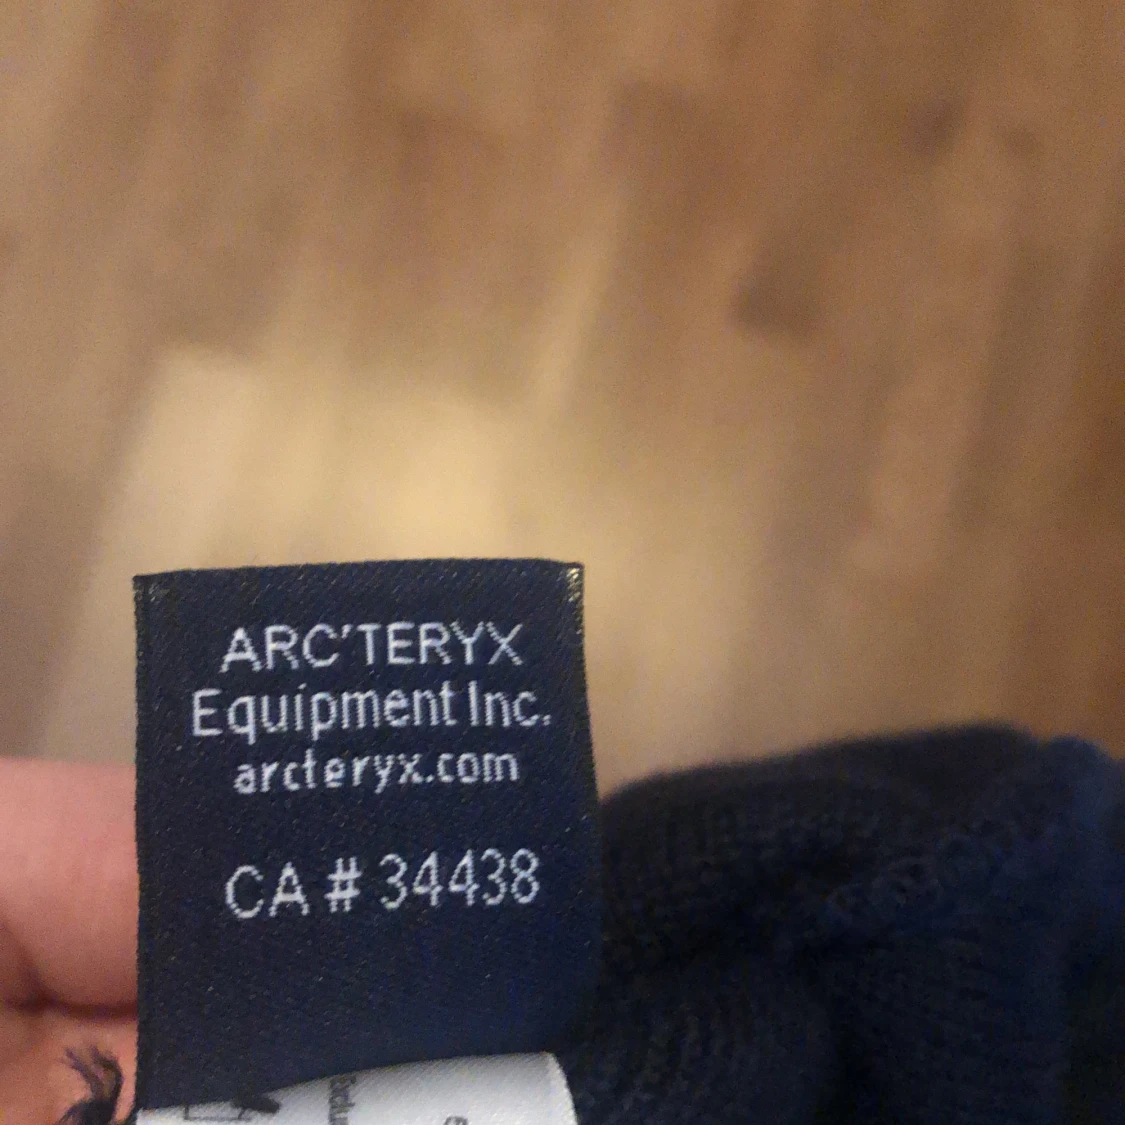 ARC'TERYX
Equipment Inc.
arcteryx.com
CA # 34438